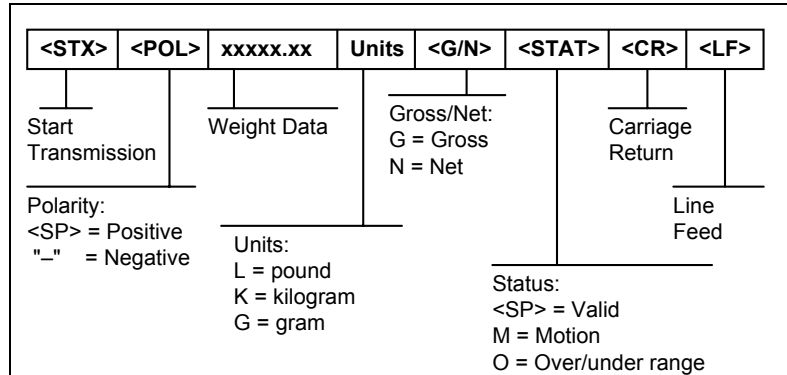 <STX> <POL> xxxxx.xx Units <G/N> <STAT> <CR> <LF>
Start
Transmission
Weight Data
Gross/Net:
G = Gross
N = Net
Carriage
Return
Polarity:
<SP> = Positive
"–" = Negative
Units:
L = pound
K = kilogram
G = gram
Line
Feed
Status:
<SP> = Valid
M = Motion
O = Over/under range